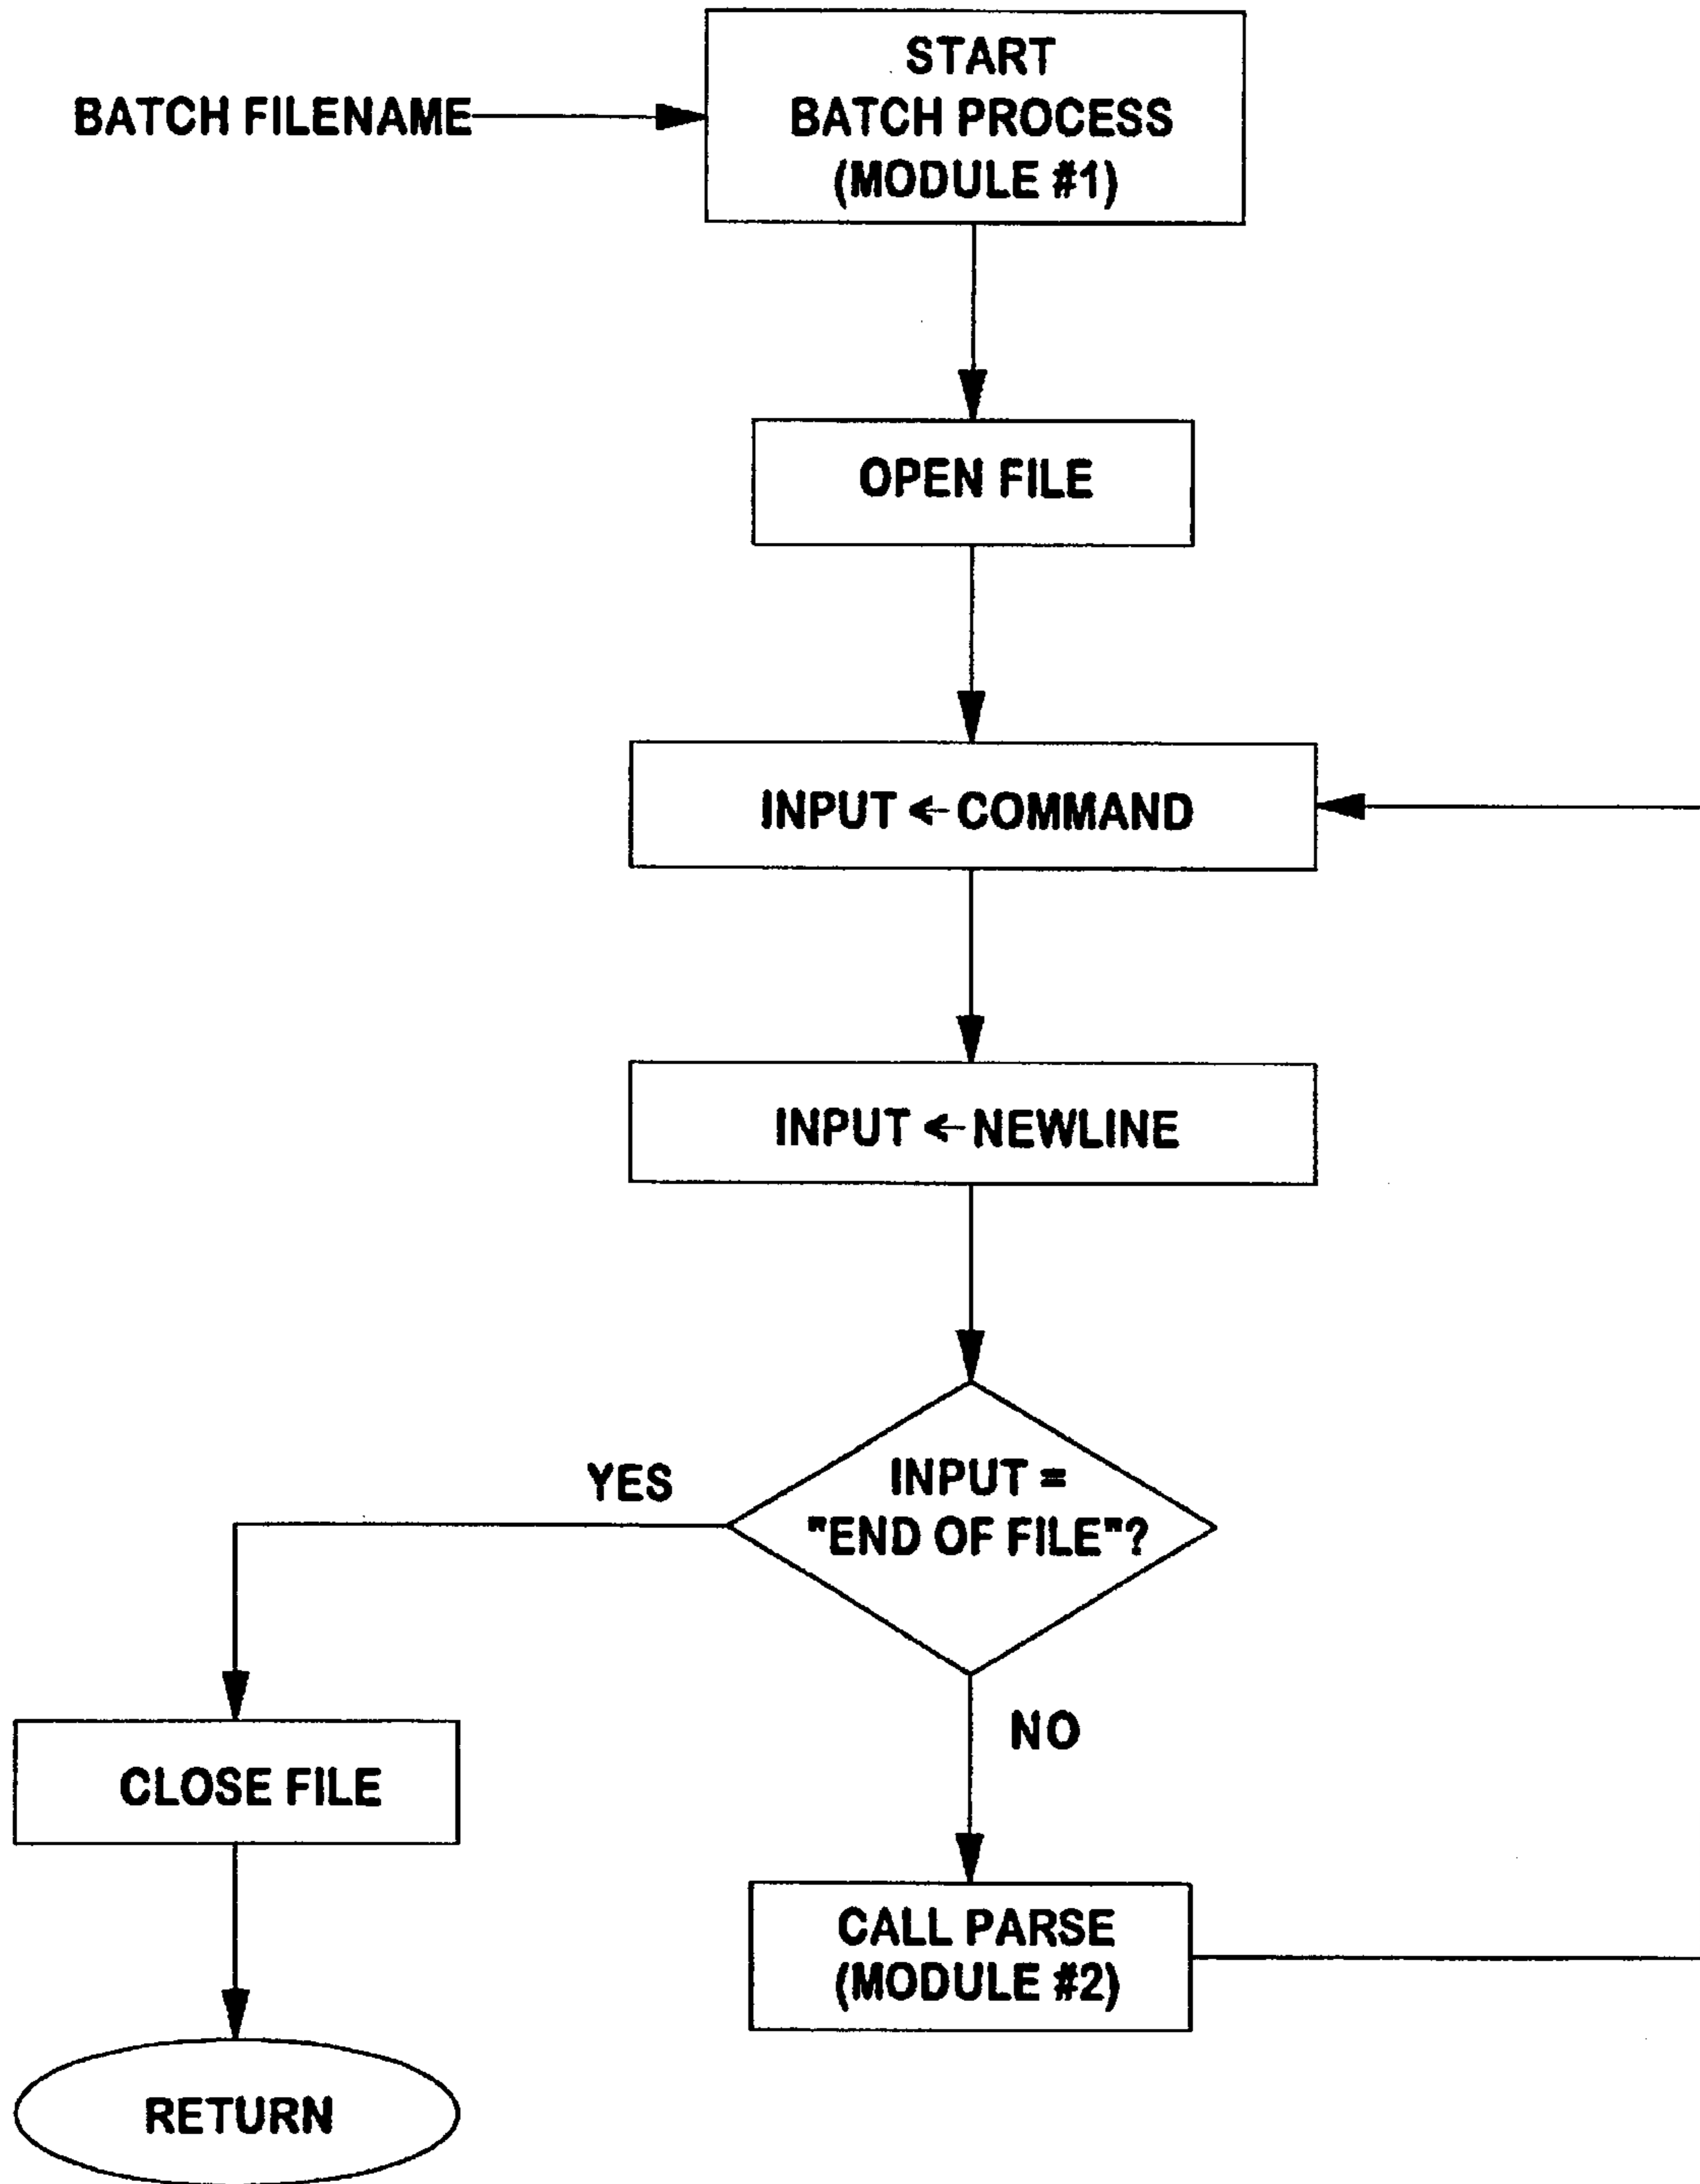 START
BATCH FILENAME
BATCH PROCESS
(MODULE #1)
OPEN FILE
INPUT ← COMMAND
INPUT ← NEWLINE
INPUT =
"END OF FILE"?
YES
NO
CLOSE FILE
CALL PARSE
(MODULE #2)
RETURN